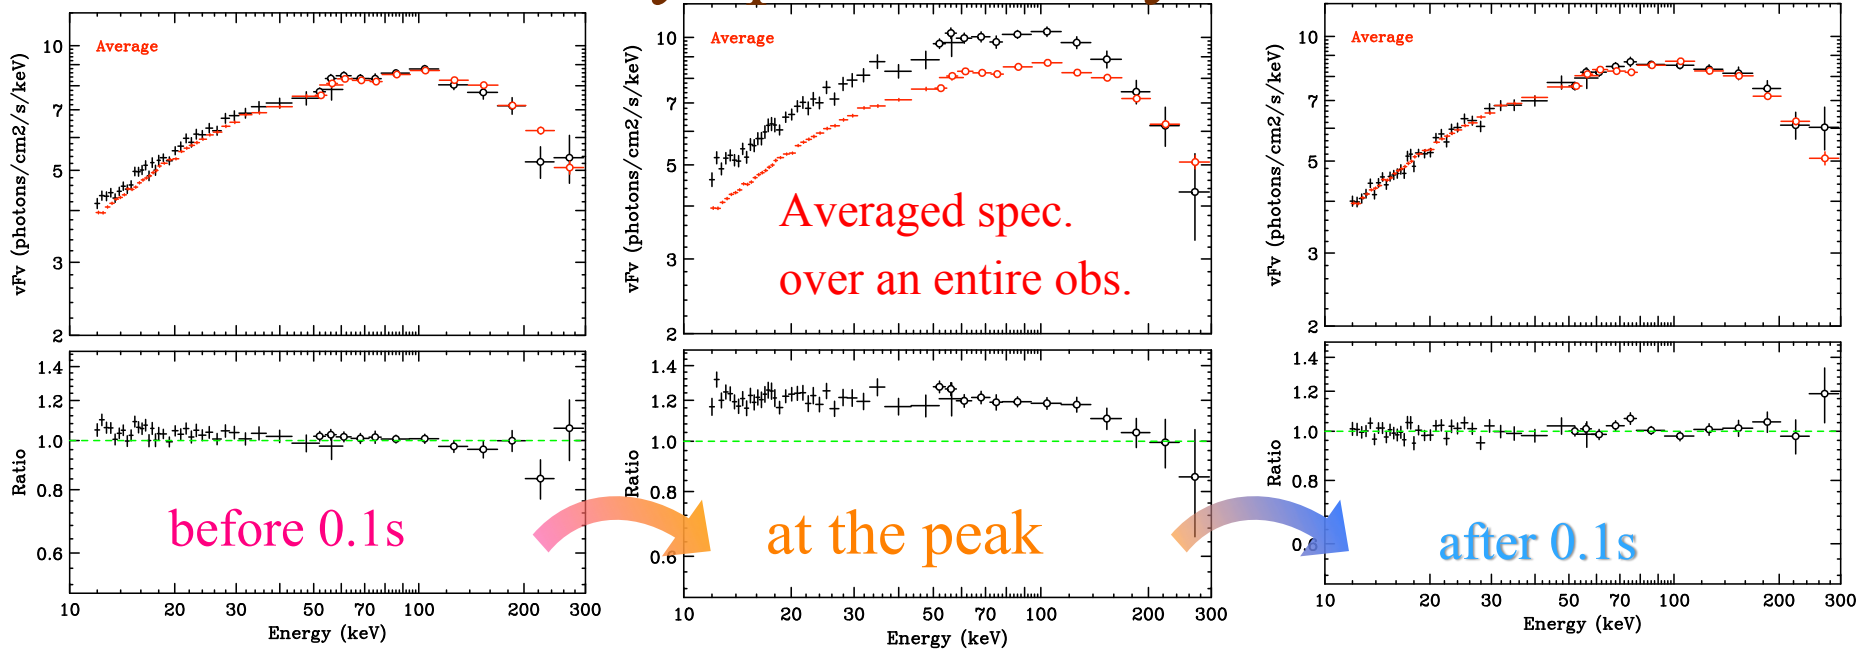 Average
10
7
5
3
2
νFν (photons/cm2/s/keV)
1.4
1.2
1.0
0.8
0.6
Ratio
before 0.1s
10 20 30 50 70 100 200 300
Energy (keV)
Average
10
7
5
3
2
νFν (photons/cm2/s/keV)
Averaged spec.
over an entire obs.
1.4
1.2
1.0
0.8
0.6
Ratio
at the peak
10 20 30 50 70 100 200 300
Energy (keV)
Average
10
7
5
3
2
νFν (photons/cm2/s/keV)
1.4
1.2
1.0
0.8
0.6
Ratio
after 0.1s
10 20 30 50 70 100 200 300
Energy (keV)